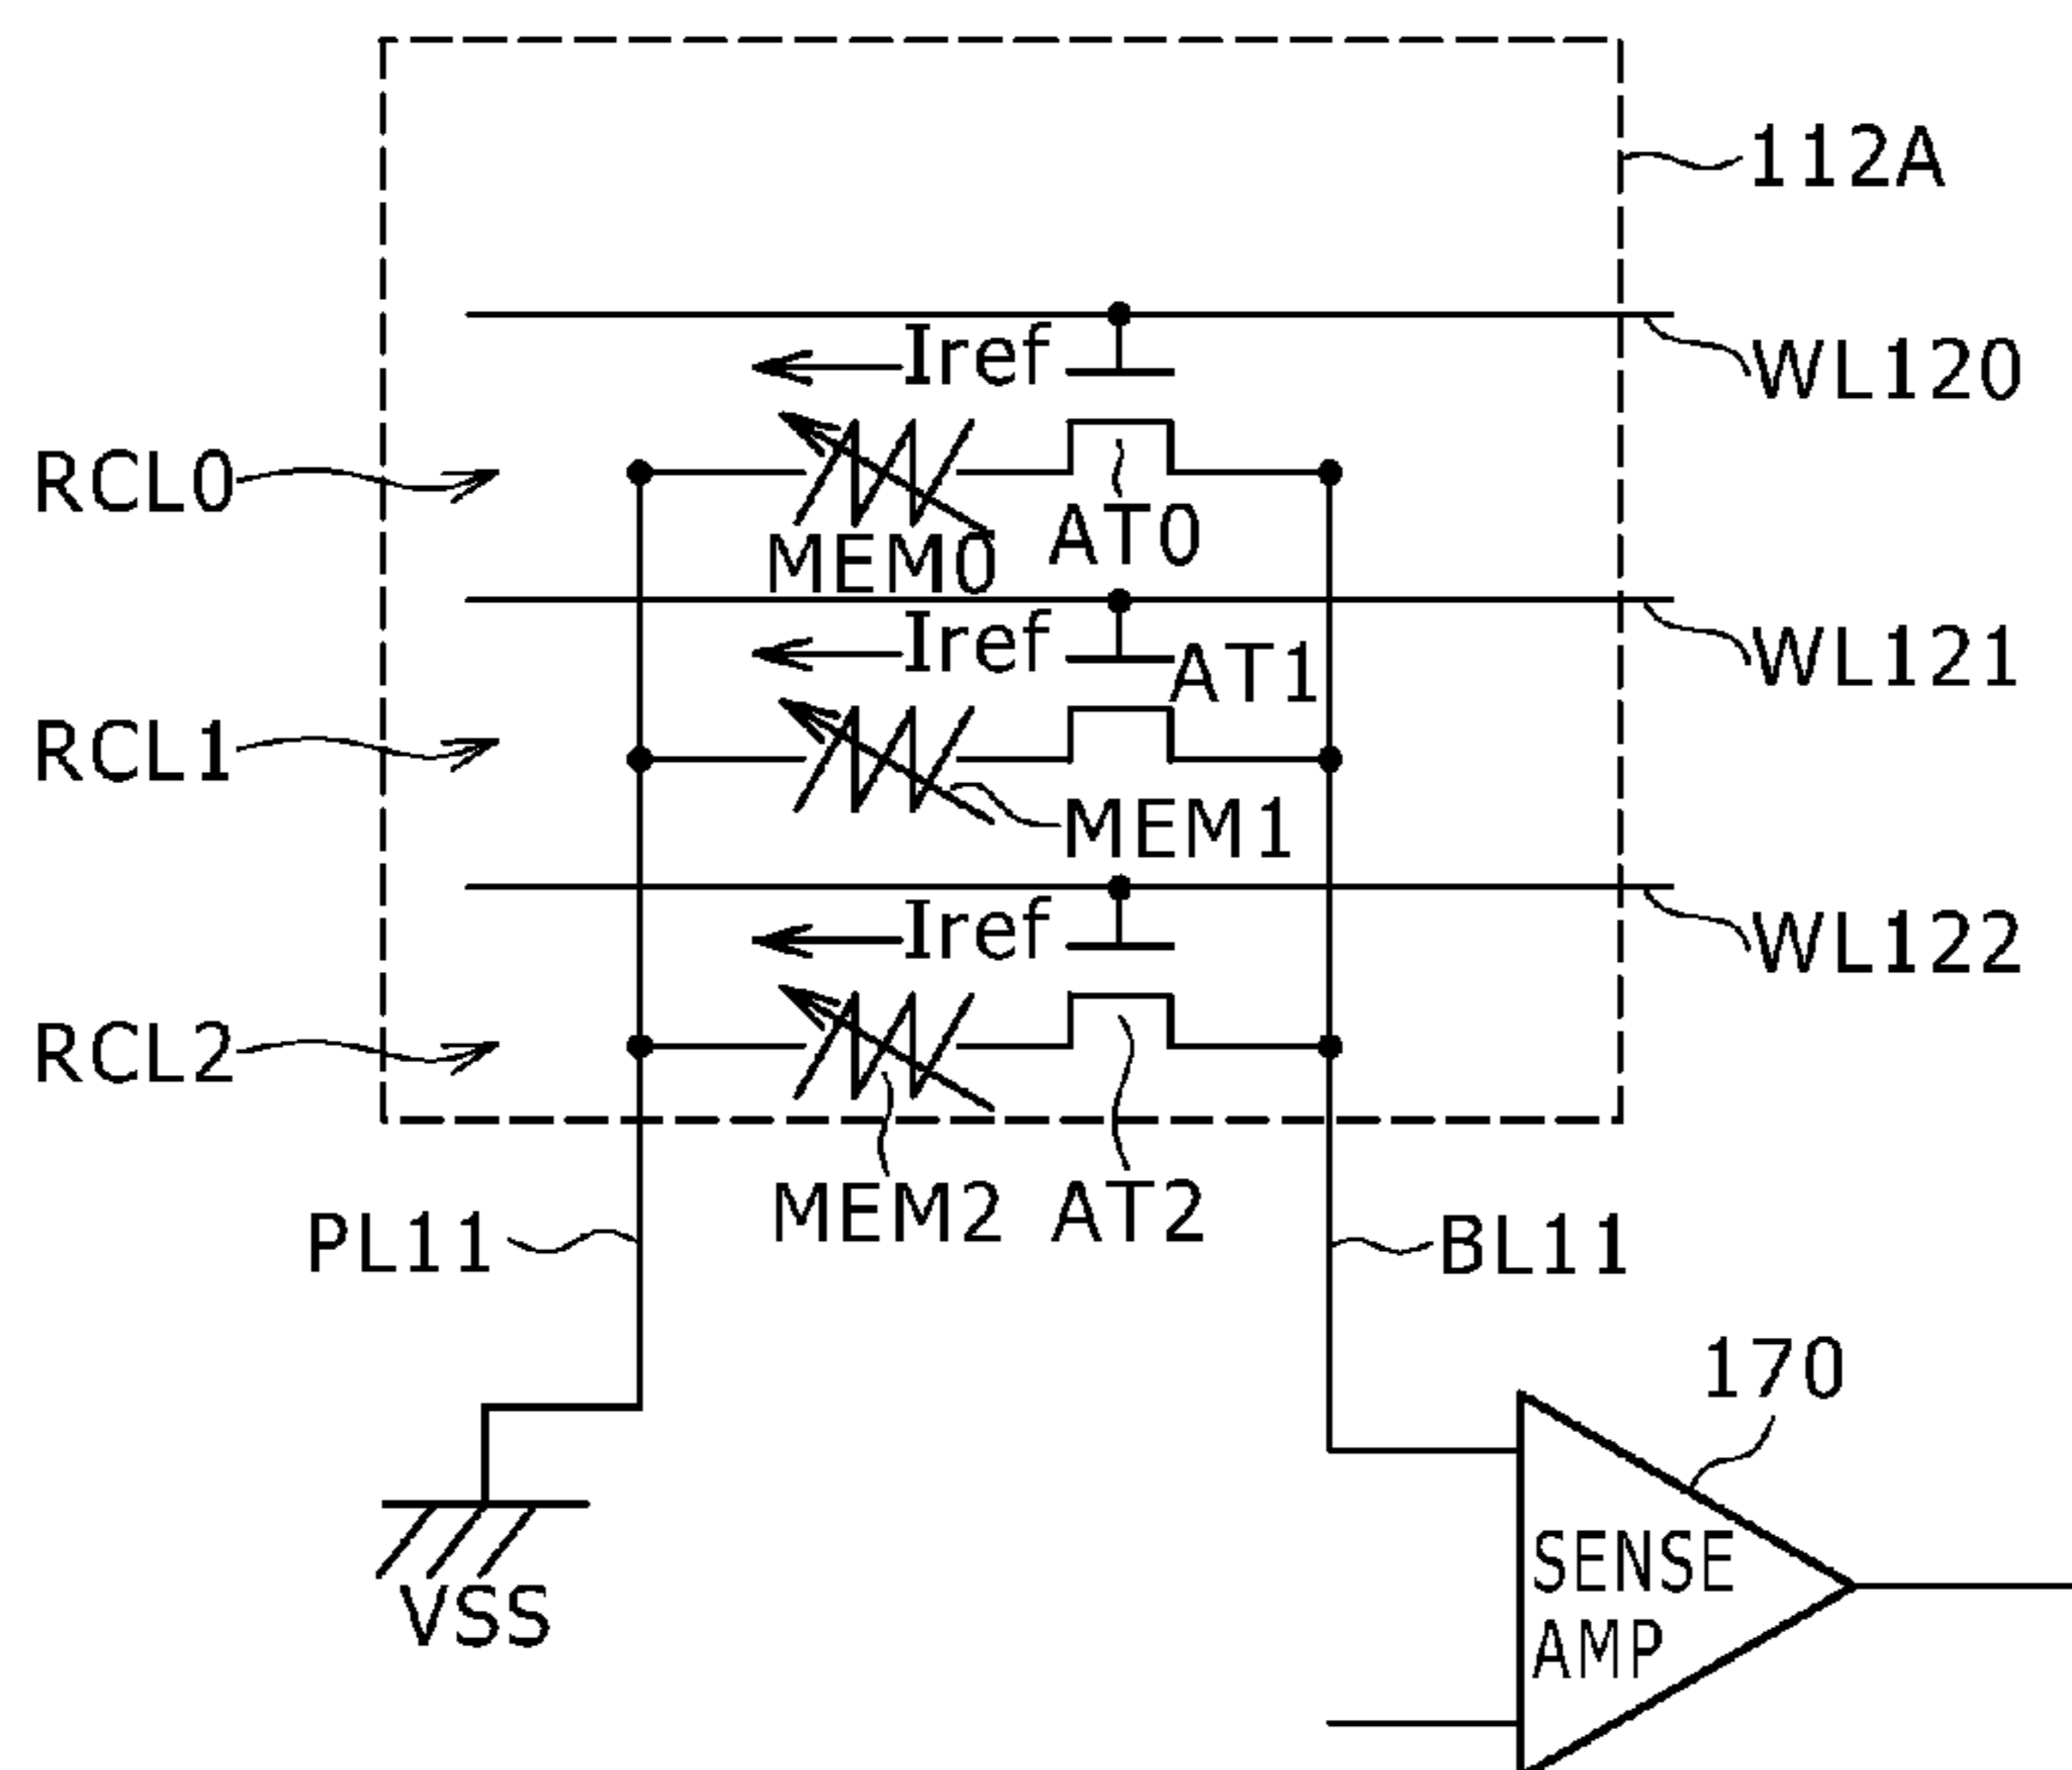 112A
Iref
WL120
RCL0
MEM0
AT0
Iref
AT1
WL121
RCL1
MEM1
Iref
WL122
RCL2
MEM2
AT2
PL11
BL11
170
VSS
SENSE
AMP